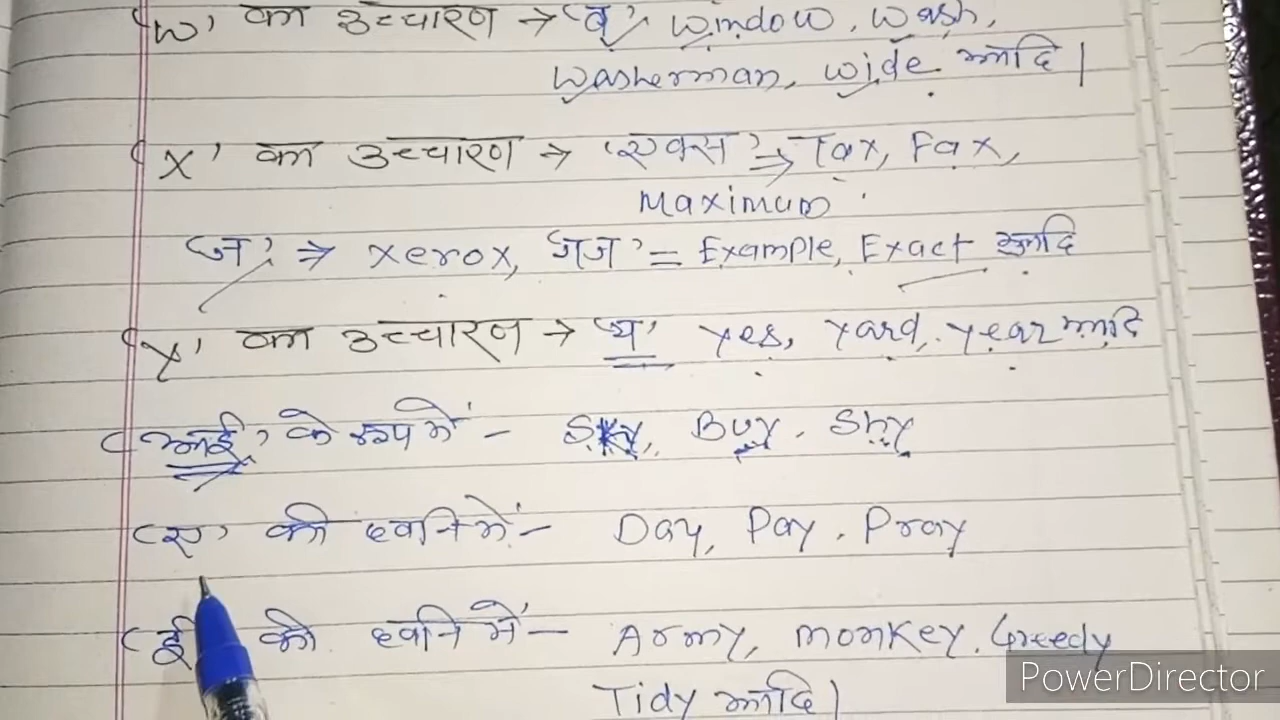 'W' का उच्चारण → 'व' window, wash,
washerman, wide आदि।
'X' का उच्चारण → 'एक्स' ⇒ Tax, Fax,
Maximum
'ज' ⇒ xerox, 'गज' = Example, Exact आदि
'Y' का उच्चारण → 'य' Yes, Yard, Year आदि
'आई' के रूप में - Sky, Buy, Shy
'ए' की ध्वनि में - Day, Pay, Pray
'ई की ध्वनि में - Army, Monkey, Greedy
Tidy आदि।
PowerDirector